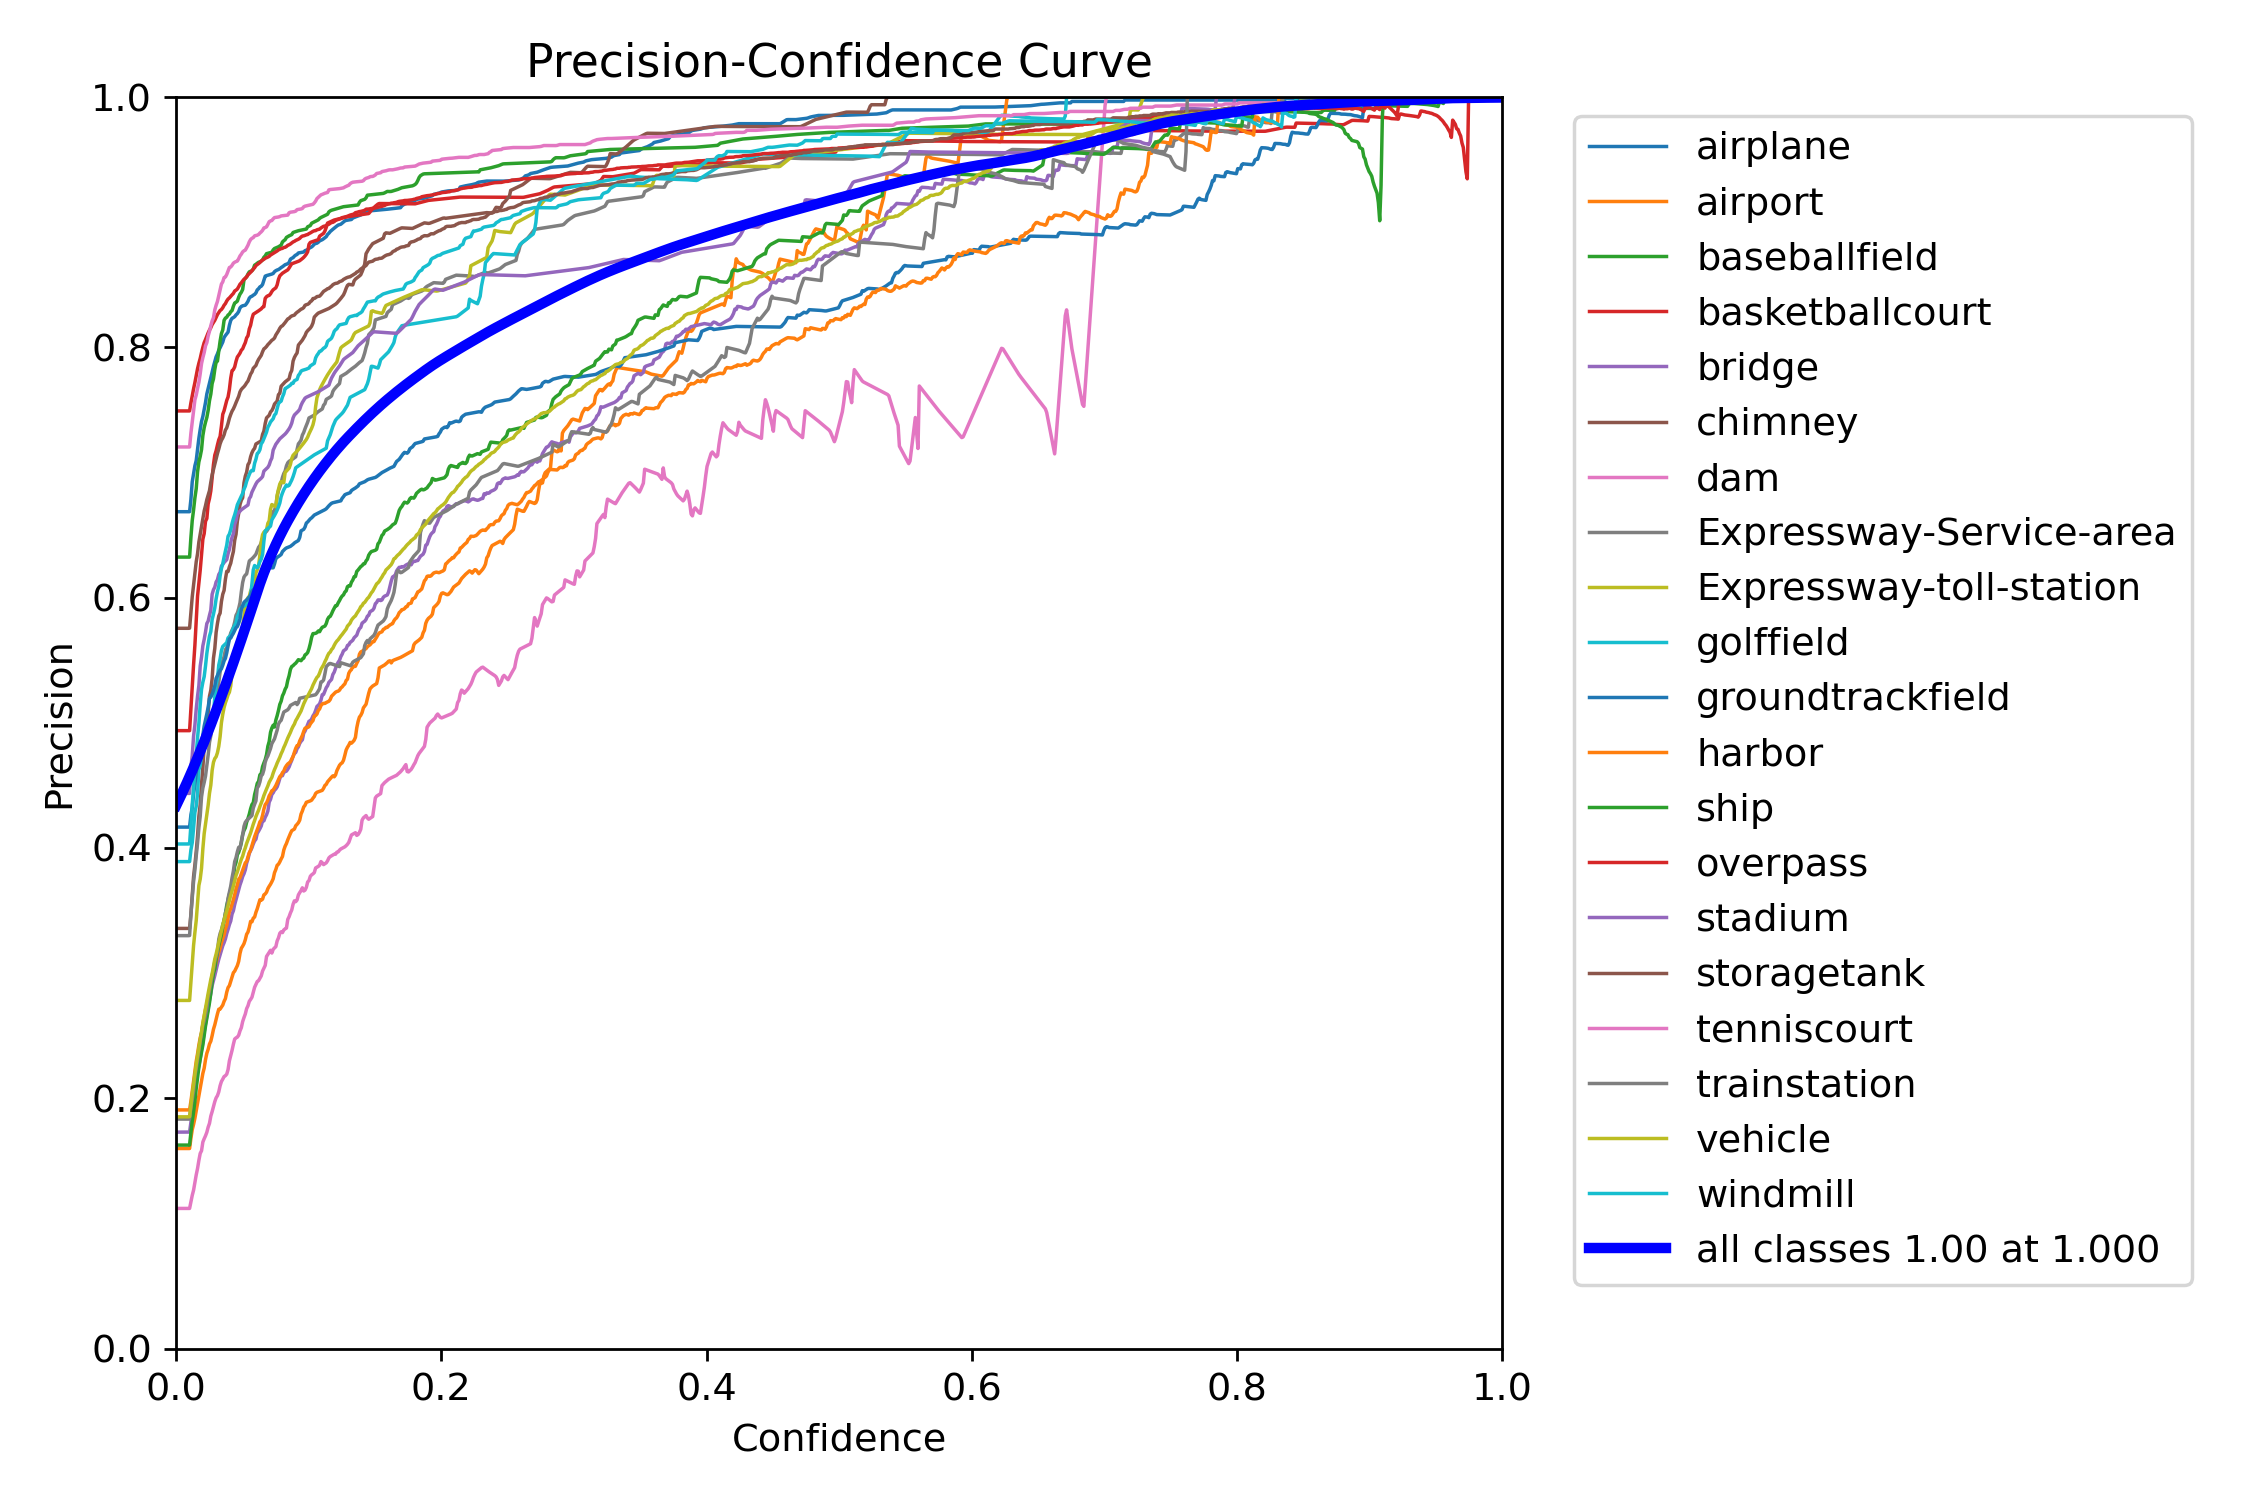 Precision-Confidence Curve
1.0
0.8
0.6
0.4
0.2
0.0
Precision
0.0 0.2 0.4 0.6 0.8 1.0
Confidence
airplane
airport
baseballfield
basketballcourt
bridge
chimney
dam
Expressway-Service-area
Expressway-toll-station
golffield
groundtrackfield
harbor
ship
overpass
stadium
storagetank
tenniscourt
trainstation
vehicle
windmill
all classes 1.00 at 1.000